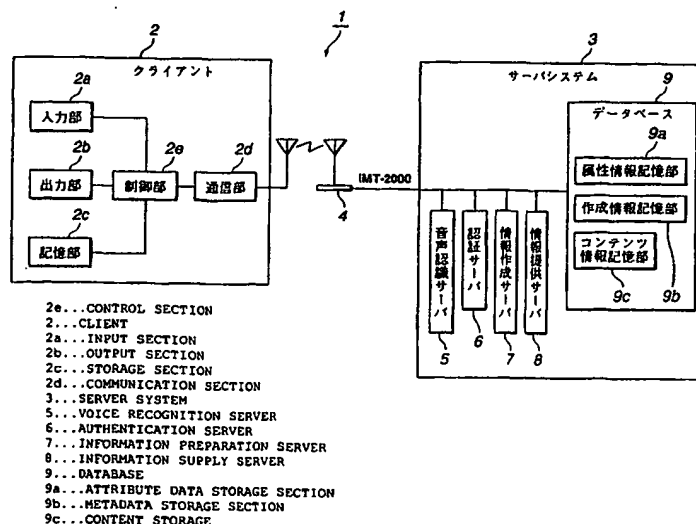 1
2
3
クライアント
サーバシステム
2a
入力部
2b
出力部
2c
記憶部
2e
制御部
2d
通信部
4
IMT-2000
9
データベース
9a
属性情報記憶部
作成情報記憶部
9b
コンテンツ
情報記憶部
9c
音声認識サーバ
認証サーバ
情報作成サーバ
情報提供サーバ
5
6
7
8
2e...CONTROL SECTION
2...CLIENT
2a...INPUT SECTION
2b...OUTPUT SECTION
2c...STORAGE SECTION
2d...COMMUNICATION SECTION
3...SERVER SYSTEM
5...VOICE RECOGNITION SERVER
6...AUTHENTICATION SERVER
7...INFORMATION PREPARATION SERVER
8...INFORMATION SUPPLY SERVER
9...DATABASE
9a...ATTRIBUTE DATA STORAGE SECTION
9b...METADATA STORAGE SECTION
9c...CONTENT STORAGE